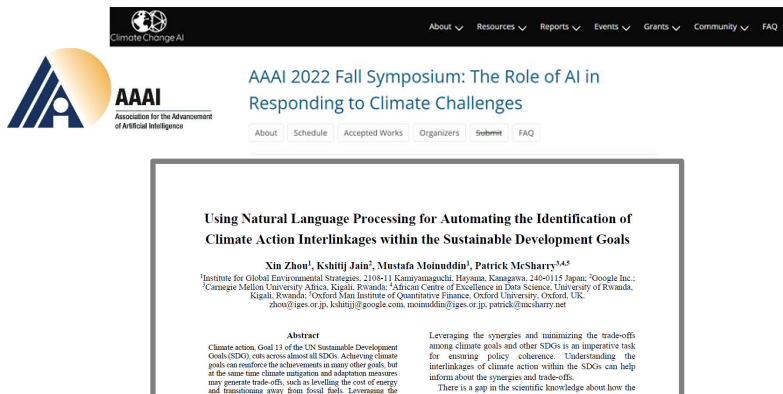 Climate Change AI
About
Resources
Reports
Events
Grants
Community
FAQ
AAAI
Association for the Advancement
of Artificial Intelligence
AAAI 2022 Fall Symposium: The Role of AI in
Responding to Climate Challenges
About
Schedule
Accepted Works
Organizers
Submit
FAQ
Using Natural Language Processing for Automating the Identification of
Climate Action Interlinkages within the Sustainable Development Goals
Xin Zhou1, Kshitij Jain2, Mustafa Moinuddin1, Patrick McSharry3,4,5
1Institute for Global Environmental Strategies, 2108-11 Kamiyamaguchi, Hayama, Kanagawa, 240-0115 Japan; 2Google Inc.;
3Carnegie Mellon University Africa, Kigali, Rwanda; 4African Centre of Excellence in Data Science, University of Rwanda,
Kigali, Rwanda; 5Oxford Man Institute of Quantitative Finance, Oxford University, Oxford, UK.
zhou@iges.or.jp, kshitijj@google.com, moinuddin@iges.or.jp, patrick@mcsharry.net
Abstract
Climate action, Goal 13 of the UN Sustainable Development
Goals (SDG), cuts across almost all SDGs. Achieving climate
goals can reinforce the achievements in many other goals, but
at the same time climate mitigation and adaptation measures
may generate trade-offs, such as levelling the cost of energy
and transitioning away from fossil fuels. Leveraging the
Leveraging the synergies and minimizing the trade-offs
among climate goals and other SDGs is an imperative task
for ensuring policy coherence. Understanding the
interlinkages of climate action within the SDGs can help
inform about the synergies and trade-offs.
There is a gap in the scientific knowledge about how the